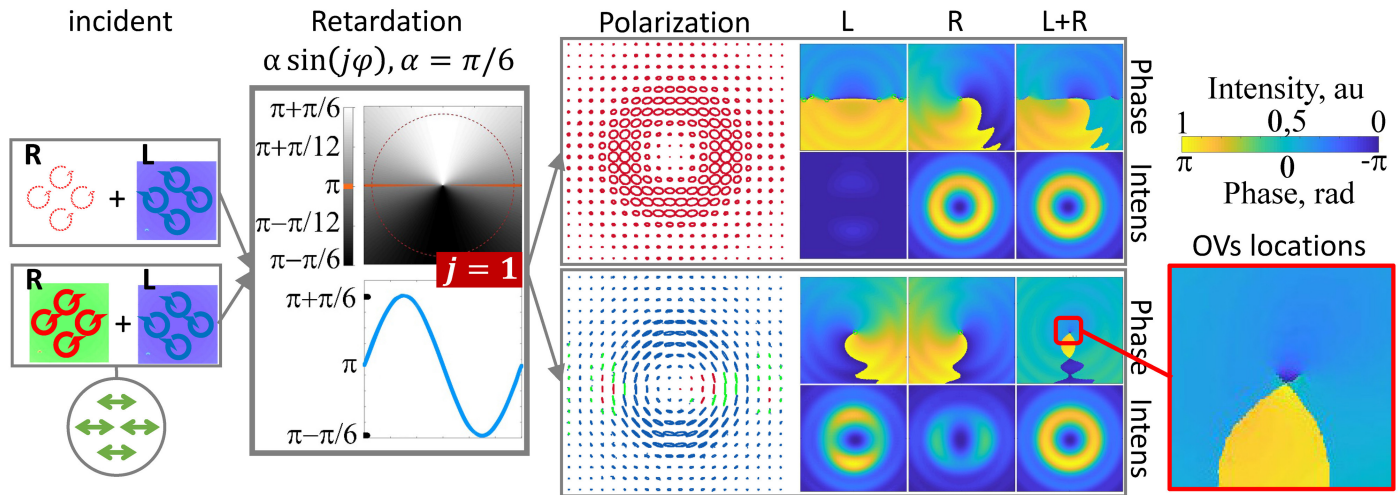 incident
Retardation
Polarization
L
R
L+R
α sin(jφ), α = π/6
π+π/6
π+π/12
π
π−π/12
π−π/6
R
L
+
j = 1
Phase
Intens
Intensity, au
1
0,5
0
π
0
-π
Phase, rad
R
L
+
π+π/6
π
π−π/6
Phase
Intens
OVs locations